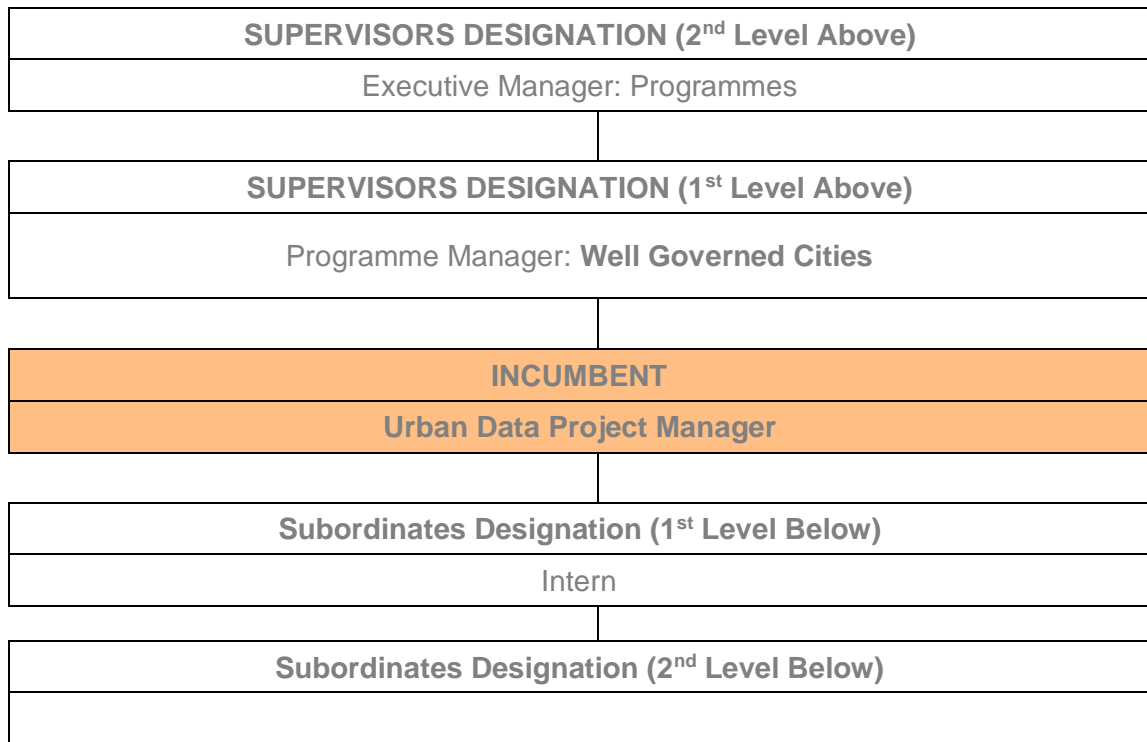 SUPERVISORS DESIGNATION (2nd Level Above)
Executive Manager: Programmes
SUPERVISORS DESIGNATION (1st Level Above)
Programme Manager: Well Governed Cities
INCUMBENT
Urban Data Project Manager
Subordinates Designation (1st Level Below)
Intern
Subordinates Designation (2nd Level Below)